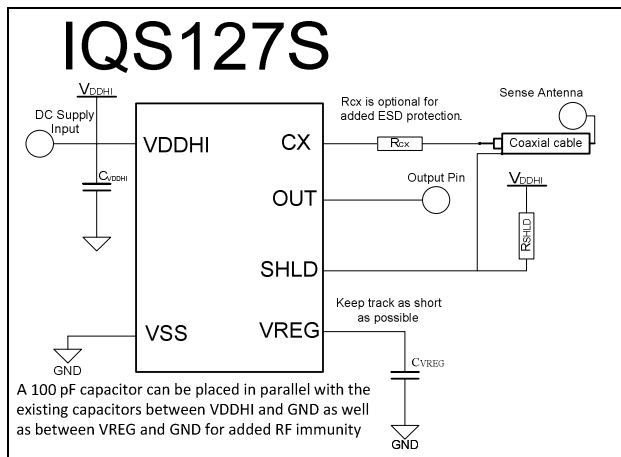 IQS127S
VDDHI
DC Supply
Input
CVDDHI
VDDHI
VSS
GND
CX
OUT
SHLD
VREG
Rcx is optional for
added ESD protection.
RCX
Sense Antenna
Coaxial cable
Output Pin
VDDHI
RSHLD
Keep track as short
as possible
CVREG
GND
A 100 pF capacitor can be placed in parallel with the
existing capacitors between VDDHI and GND as well
as between VREG and GND for added RF immunity